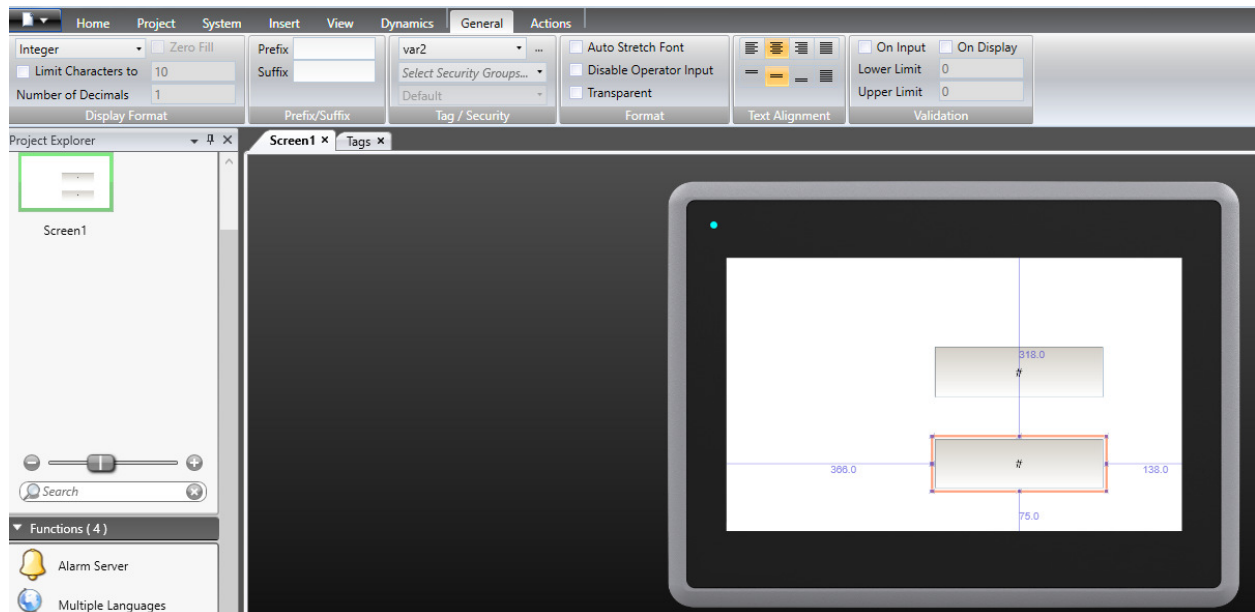 Home Project System Insert View Dynamics General Actions
Integer Zero Fill Prefix var2 ... Auto Stretch Font On Input On Display
Limit Characters to 10 Suffix Select Security Groups... Disable Operator Input Lower Limit 0
Number of Decimals 1 Default Transparent Upper Limit 0
Display Format Prefix/Suffix Tag / Security Format Text Alignment Validation
Project Explorer Screen1 Tags
Screen1
318.0
#
#
366.0 138.0
Search
75.0
Functions ( 4 )
Alarm Server
Multiple Languages